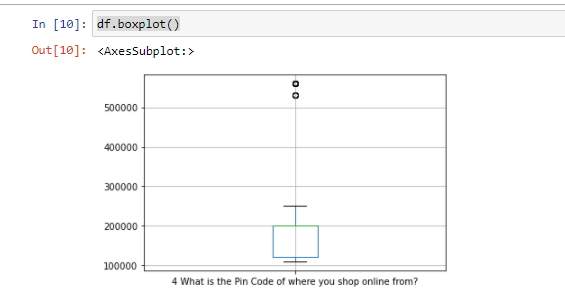 In [10]: df.boxplot()
Out[10]: <AxesSubplot:>
500000
400000
300000
200000
100000
4 What is the Pin Code of where you shop online from?